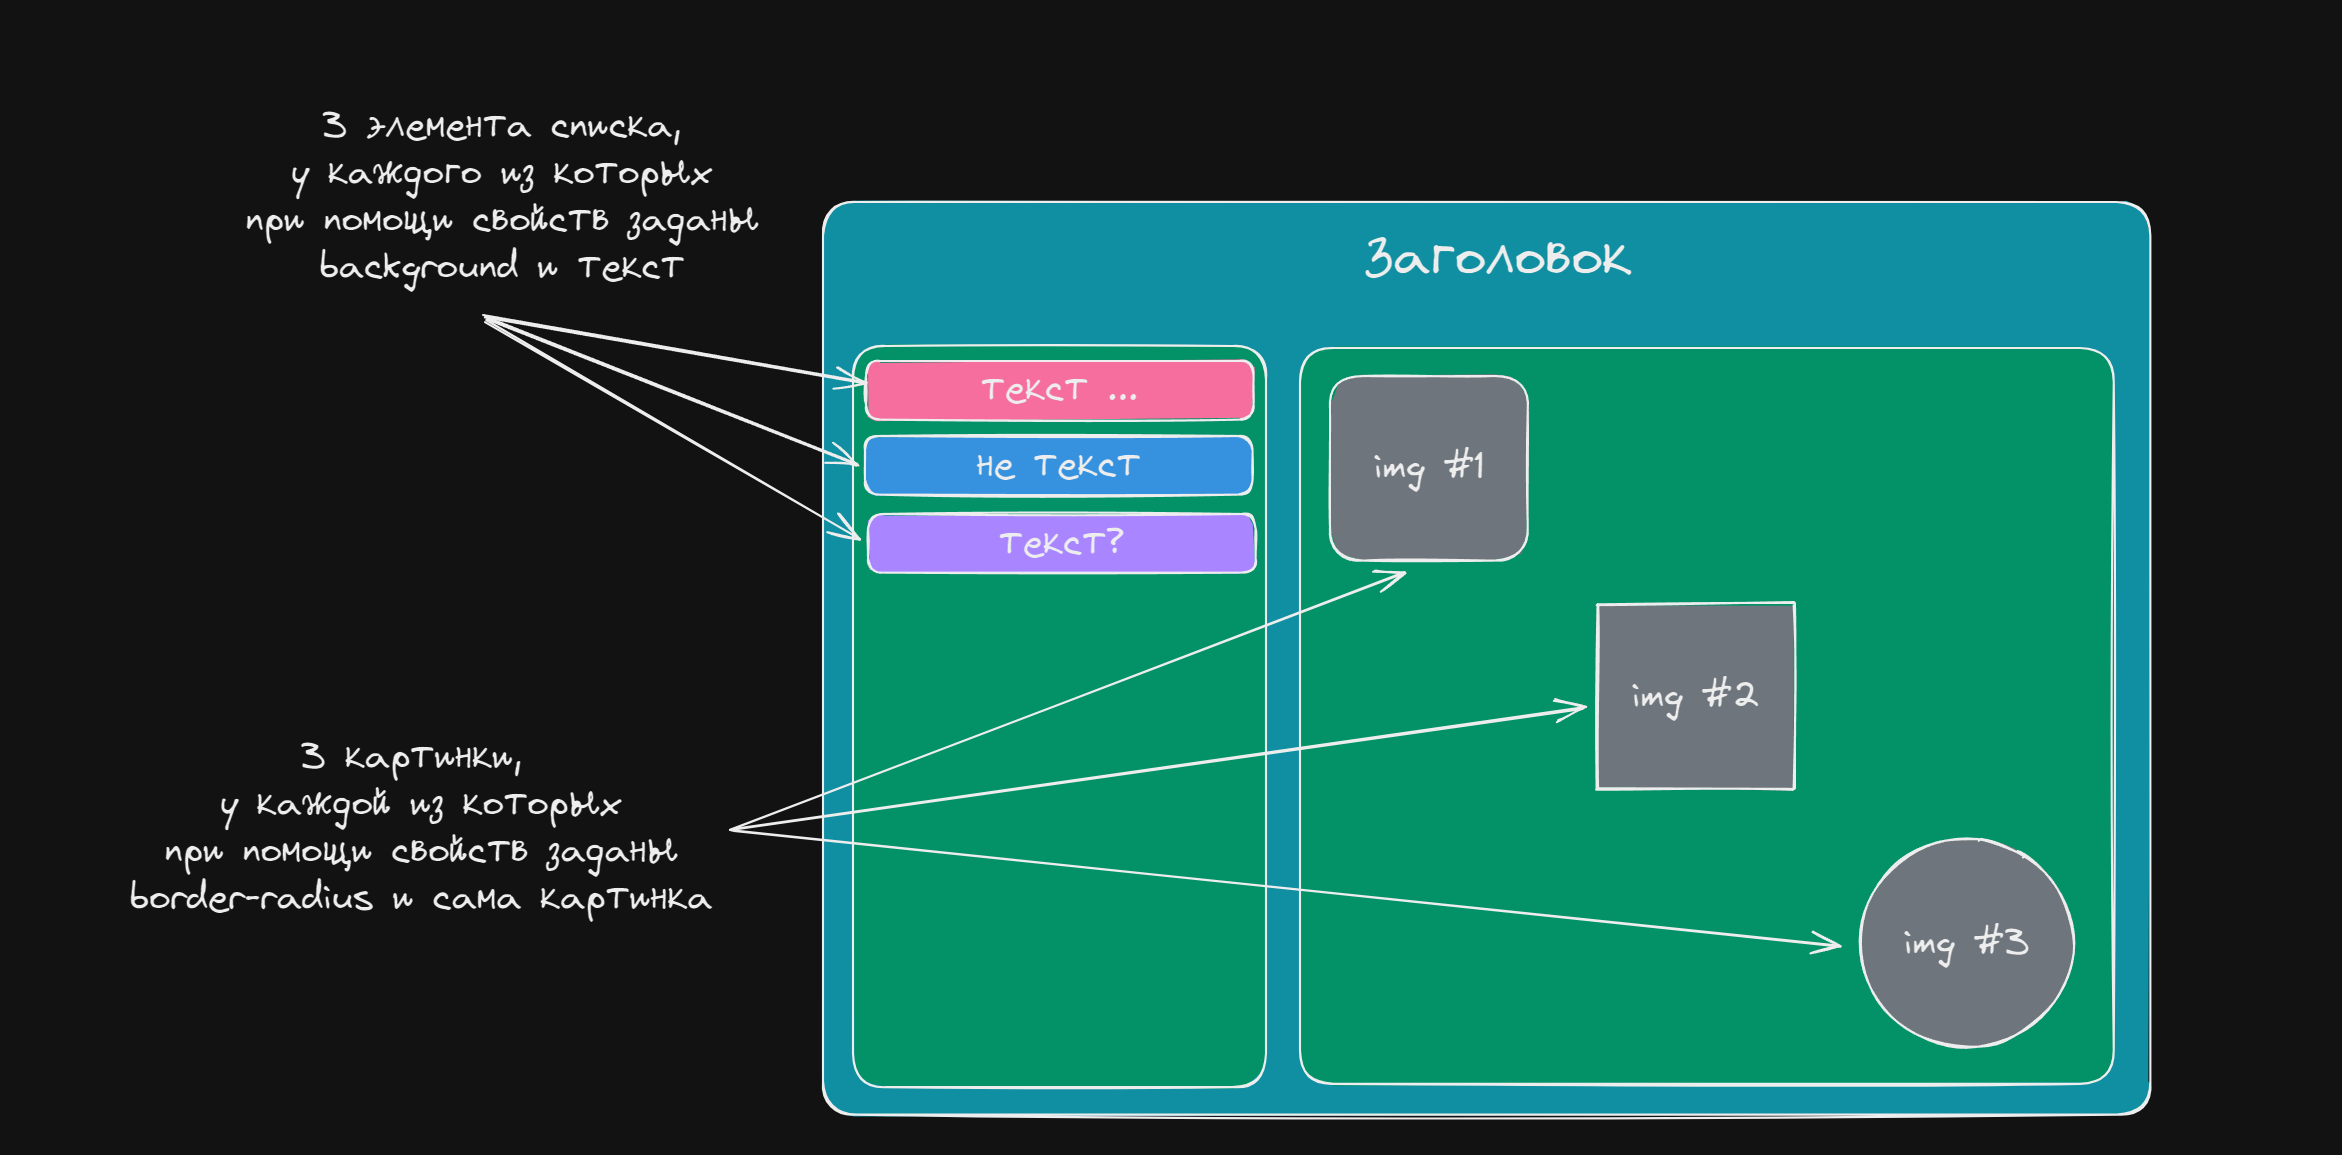 3 элемента списка,
у каждого из которых
при помощи свойств заданы
background и текст
Заголовок
текст ...
не текст
текст?
img #1
img #2
img #3
3 картинки,
у каждой из которых
при помощи свойств заданы
border-radius и сама картинка